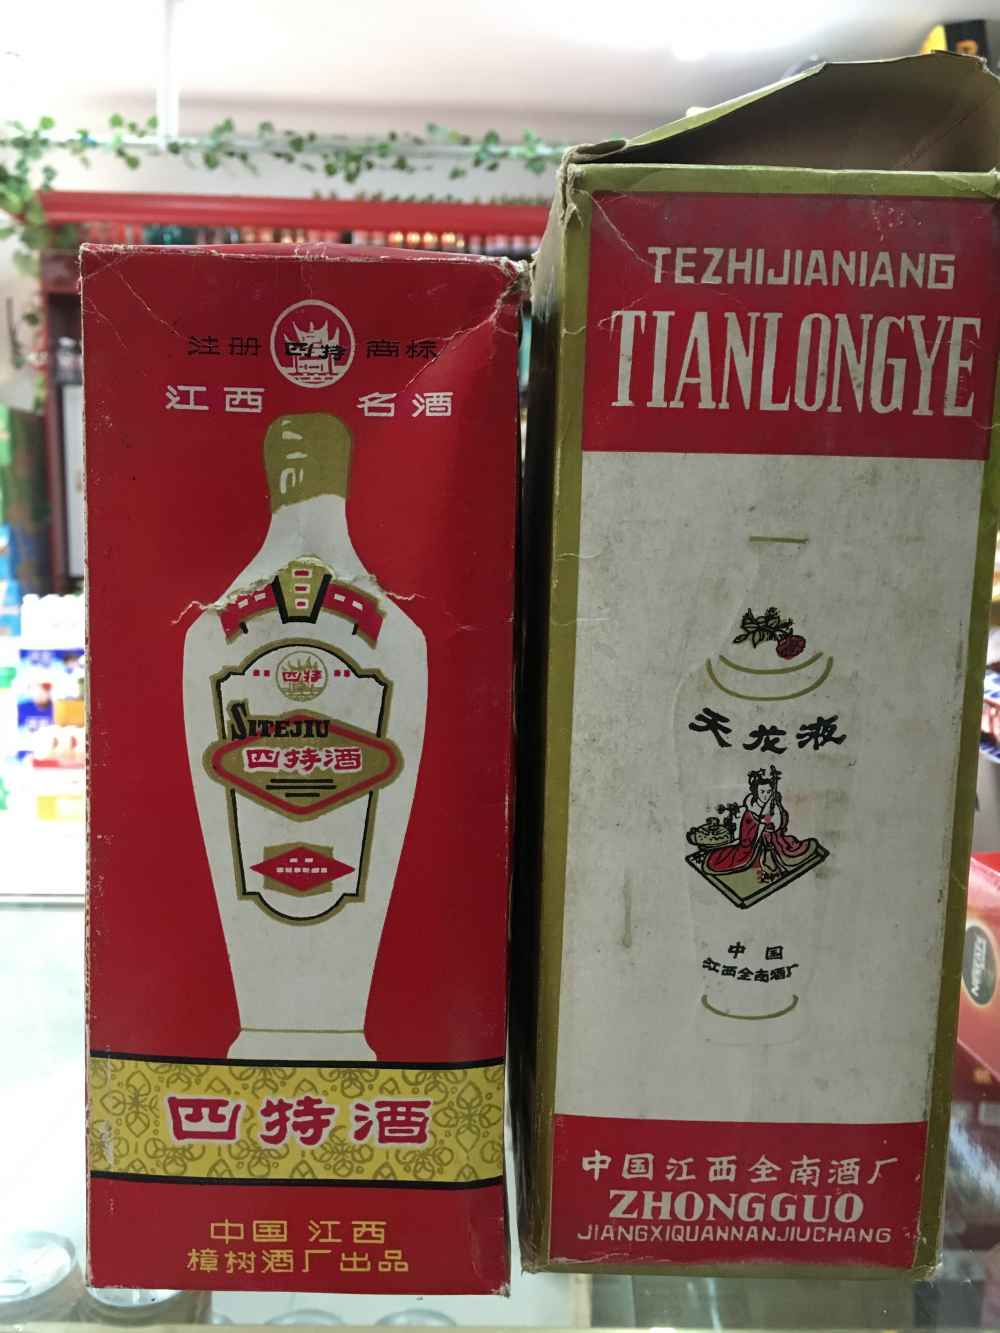 注册 四特 商标
江西 名酒
四特
SITEJIU
四特酒
四特酒
中国 江西
樟树酒厂出品
TEZHIJIANIANG
TIANLONGYE
天龙液
中国
江西全南酒厂
中国江西全南酒厂
ZHONGGUO
JIANGXIQUANNANJIUCHANG